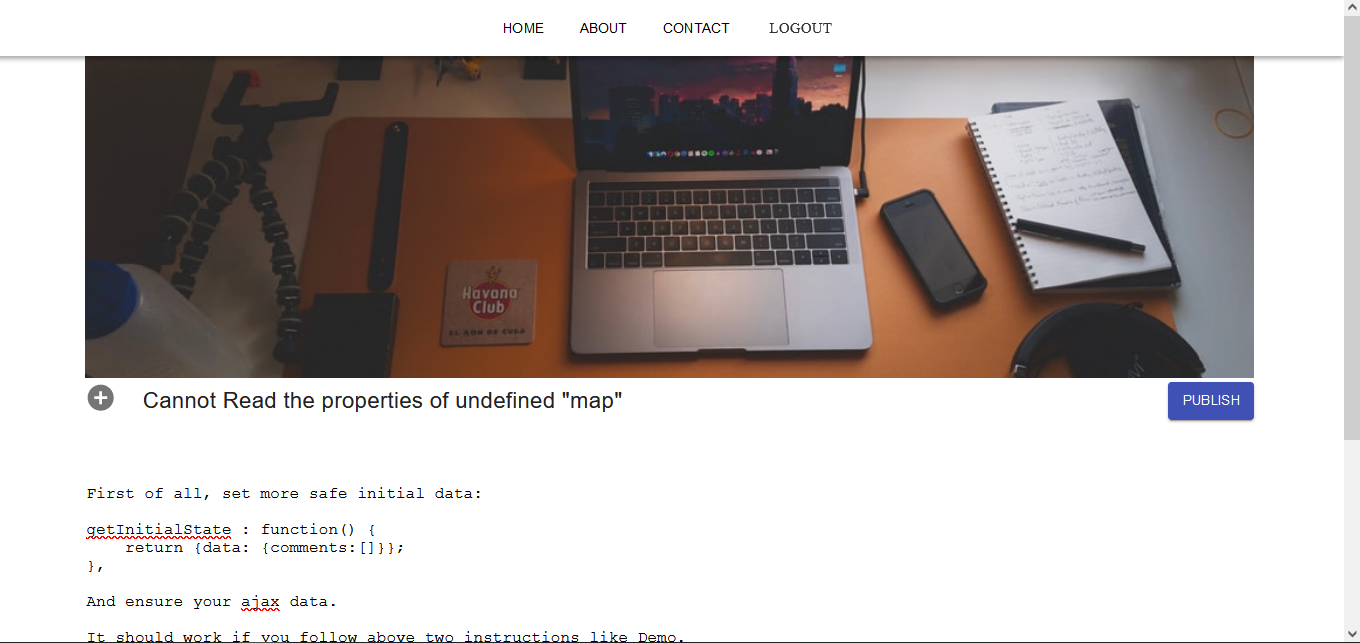 HOME ABOUT CONTACT LOGOUT
Havana
Club
EL RON DE CUBA
Cannot Read the properties of undefined "map"
PUBLISH
First of all, set more safe initial data:
getInitialState : function() {
    return {data: {comments:[]}};
},
And ensure your ajax data.
It should work if you follow above two instructions like Demo.